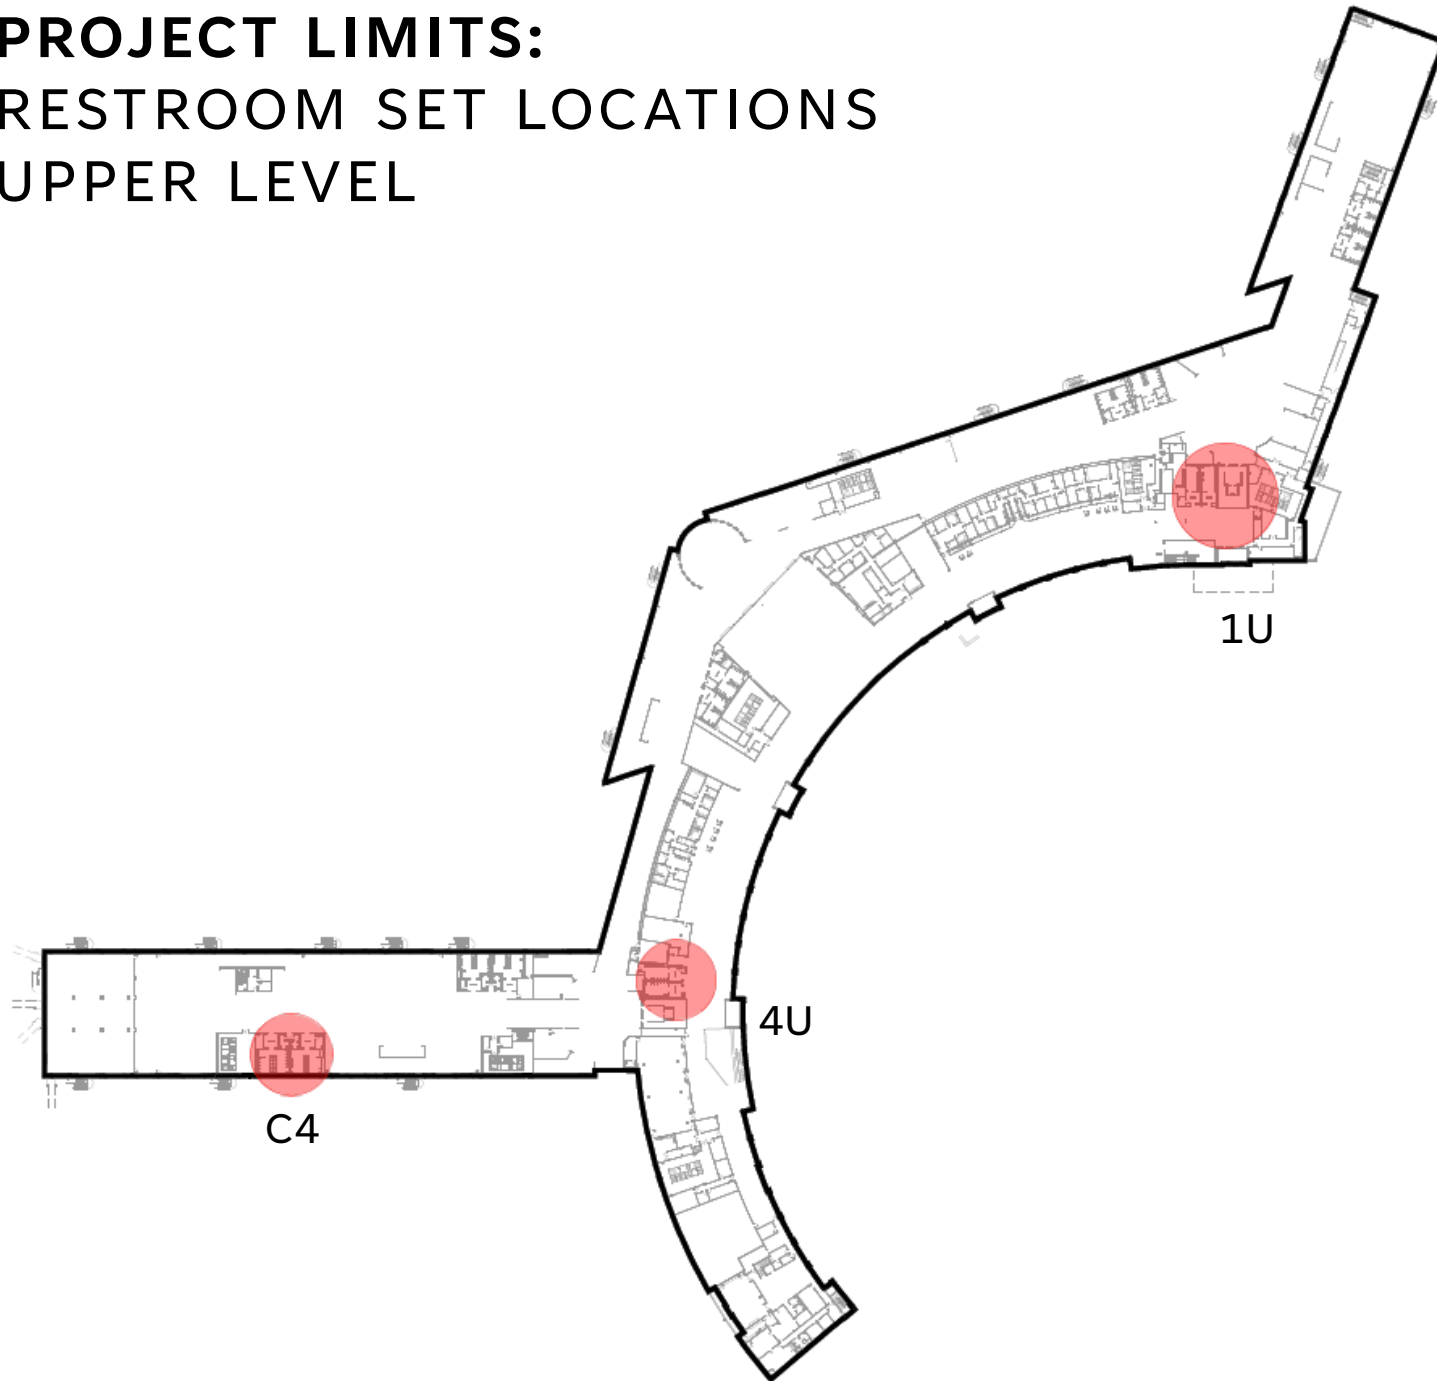 PROJECT LIMITS:
RESTROOM SET LOCATIONS
UPPER LEVEL
1U
4U
C4